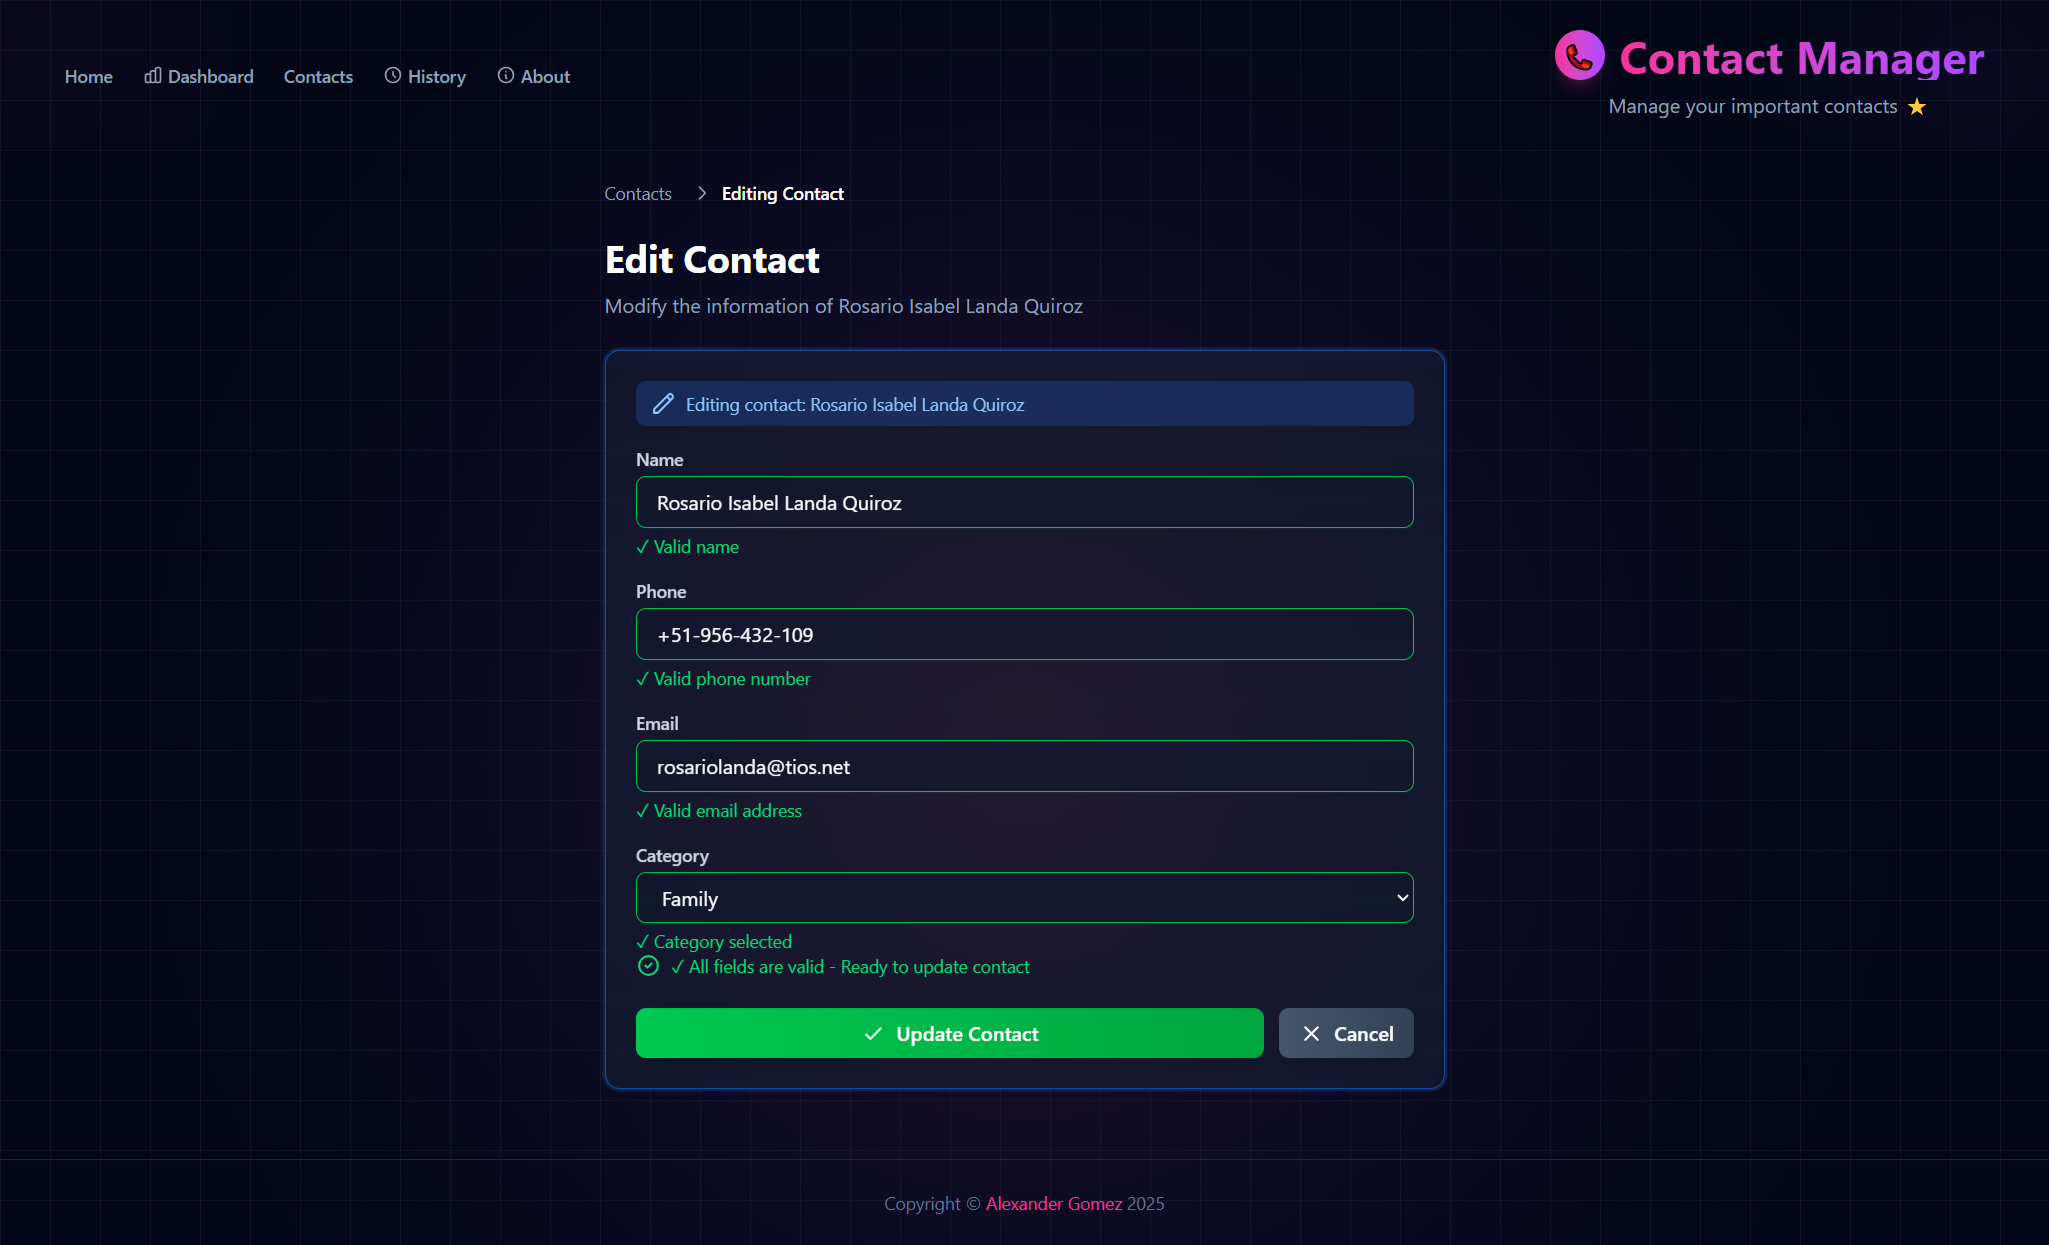 Home
Dashboard
Contacts
History
About
Contact Manager
Manage your important contacts ⭐
Contacts > Editing Contact
Edit Contact
Modify the information of Rosario Isabel Landa Quiroz
Editing contact: Rosario Isabel Landa Quiroz
Name
Rosario Isabel Landa Quiroz
✓ Valid name
Phone
+51-956-432-109
✓ Valid phone number
Email
rosariolanda@tios.net
✓ Valid email address
Category
Family
✓ Category selected
✓ All fields are valid - Ready to update contact
Update Contact
Cancel
Copyright © Alexander Gomez 2025